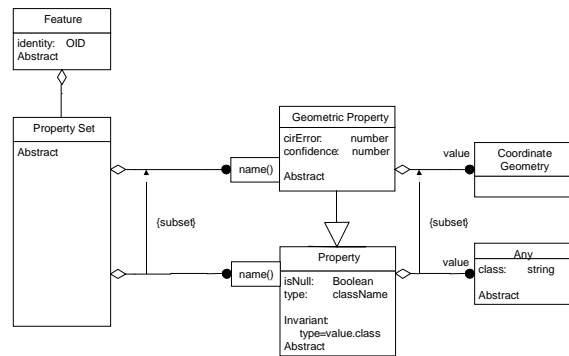 Feature
identity: OID
Abstract
Property Set
Abstract
Geometric Property
cirError: number
confidence: number
Abstract
name()
value
Coordinate
Geometry
{subset}
{subset}
Property
isNull: Boolean
type: className
Invariant:
type=value.class
Abstract
name()
value
Any
class: string
Abstract